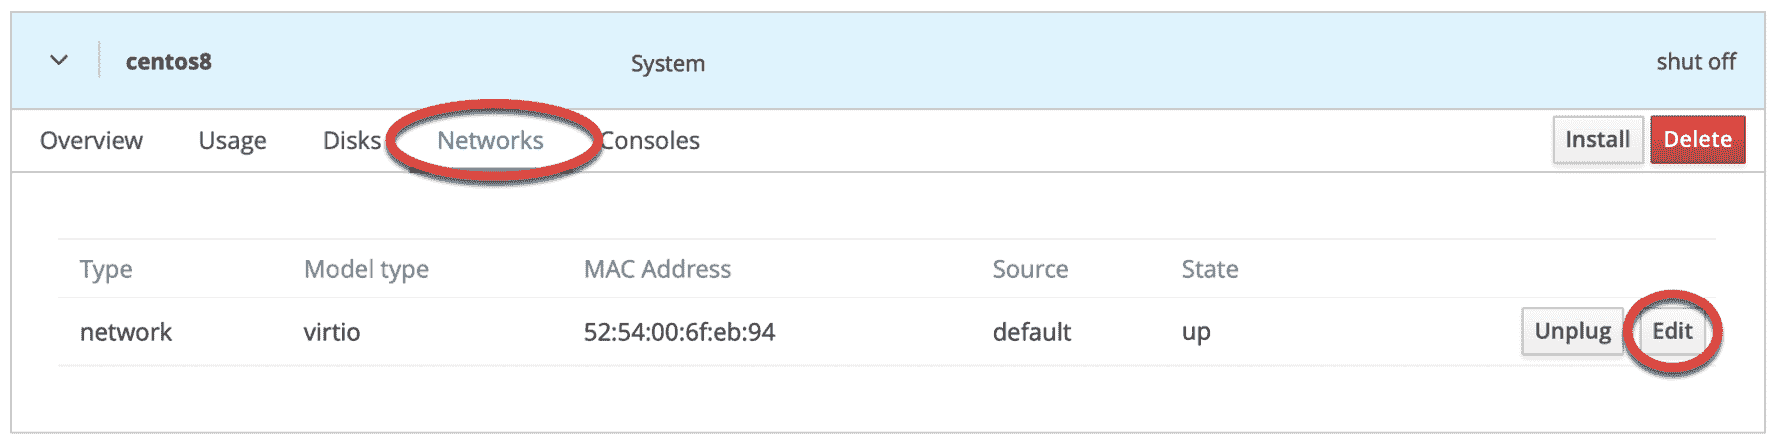 centos8 System shut off
Overview Usage Disks Networks Consoles Install Delete
Type Model type MAC Address Source State
network virtio 52:54:00:6f:eb:94 default up Unplug Edit